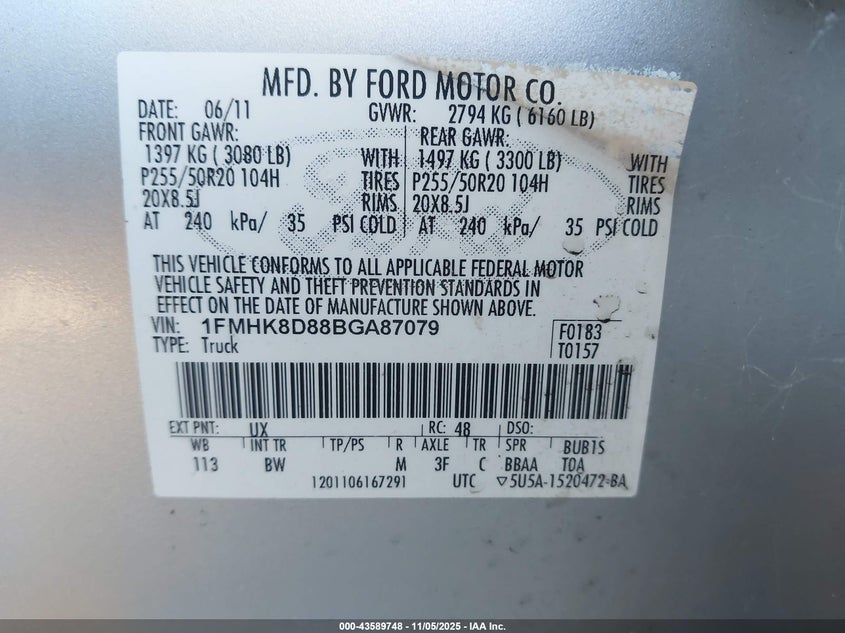 MFD. BY FORD MOTOR CO.
DATE: 06/11 GVWR: 2794 KG ( 6160 LB)
FRONT GAWR: REAR GAWR:
1397 KG ( 3080 LB) WITH 1497 KG ( 3300 LB) WITH
P255/50R20 104H TIRES P255/50R20 104H TIRES
20X8.5J RIMS 20X8.5J RIMS
AT 240 kPa/ 35 PSI COLD AT 240 kPa/ 35 PSI COLD
THIS VEHICLE CONFORMS TO ALL APPLICABLE FEDERAL MOTOR
VEHICLE SAFETY AND THEFT PREVENTION STANDARDS IN
EFFECT ON THE DATE OF MANUFACTURE SHOWN ABOVE.
VIN: 1FMHK8D88BGA87079 F0183
TYPE: Truck T0157
EXT PNT: UX RC: 48 DSO:
WB INT TR TP/PS R AXLE TR SPR BUB1S
113 BW M 3F C BBAA TOA
1201106167291 UTC ▽5U5A-1520472-BA
000-43589748 - 11/05/2025 - IAA Inc.